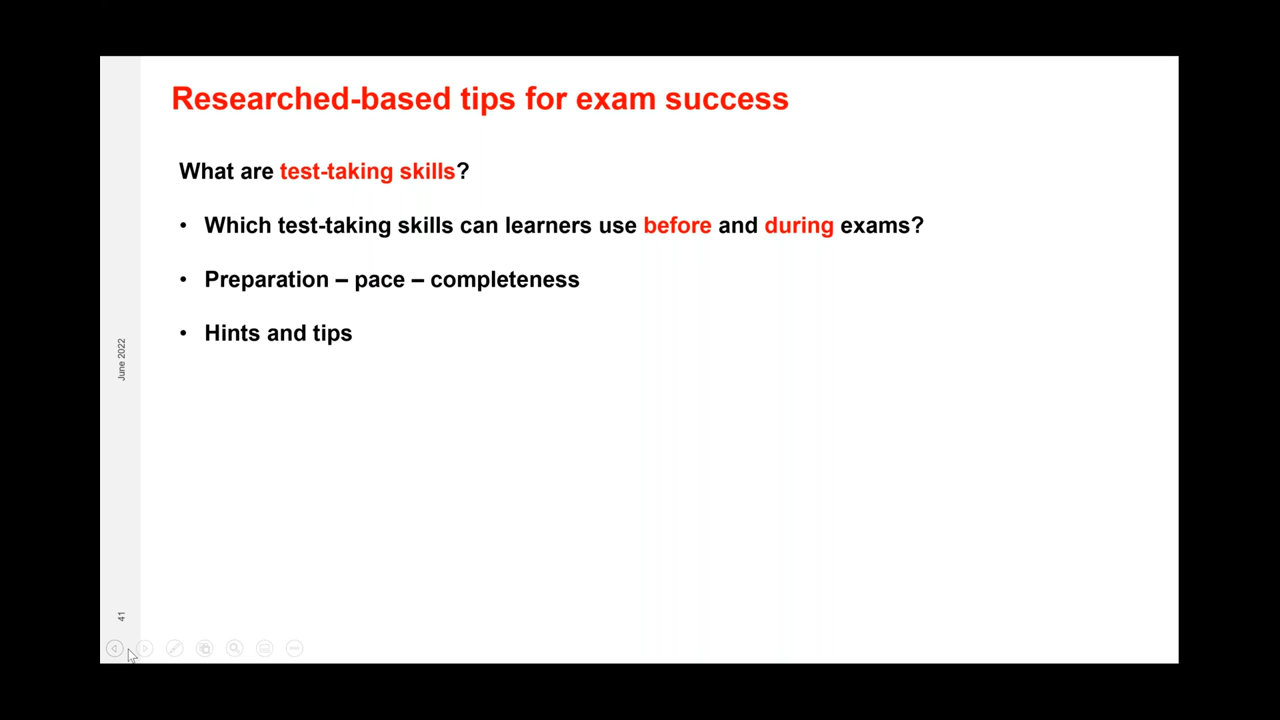 Researched-based tips for exam success
What are test-taking skills?
• Which test-taking skills can learners use before and during exams?
• Preparation – pace – completeness
• Hints and tips
June 2022
41